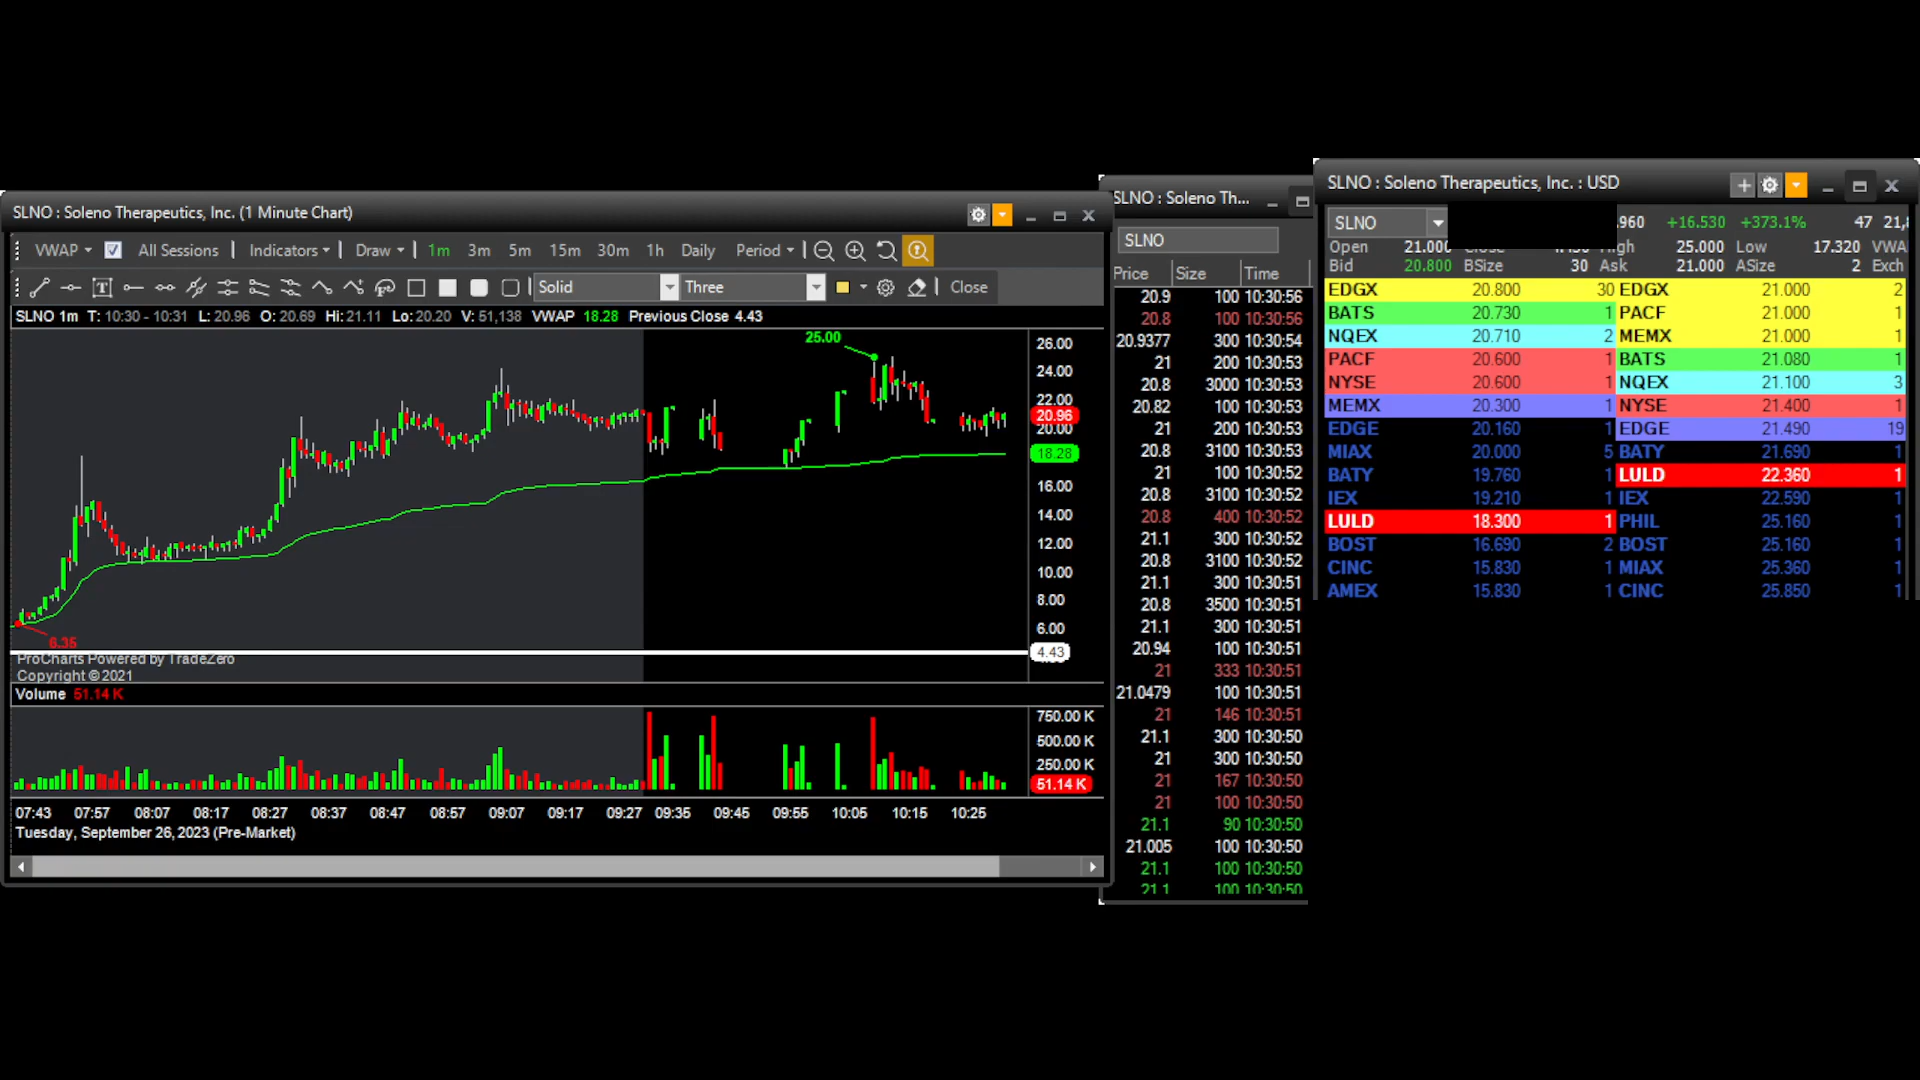 SLNO : Soleno Therapeutics, Inc. (1 Minute Chart)
VWAP All Sessions Indicators Draw 1m 3m 5m 15m 30m 1h Daily Period
Solid Three Close
SLNO 1m T: 10:30 - 10:31 L: 20.96 O: 20.69 Hi: 21.11 Lo: 20.20 V: 51,138 VWAP 18.28 Previous Close 4.43
25.00
26.00
24.00
22.00
20.96
20.00
18.28
16.00
14.00
12.00
10.00
8.00
6.00
4.43
6.35
ProCharts Powered by TradeZero
Copyright © 2021
Volume 51.14 K
750.00 K
500.00 K
250.00 K
51.14 K
07:43 07:57 08:07 08:17 08:27 08:37 08:47 08:57 09:07 09:17 09:27 09:35 09:45 09:55 10:05 10:15 10:25
Tuesday, September 26, 2023 (Pre-Market)
SLNO : Soleno Th...
SLNO
Price Size Time
20.9 100 10:30:56
20.8 100 10:30:56
20.9377 300 10:30:54
21 200 10:30:53
20.8 3000 10:30:53
20.82 100 10:30:53
21 200 10:30:53
20.8 3100 10:30:53
21 100 10:30:52
20.8 3100 10:30:52
20.8 400 10:30:52
21.1 300 10:30:52
20.8 3100 10:30:52
21.1 300 10:30:51
20.8 3500 10:30:51
21.1 300 10:30:51
20.94 100 10:30:51
21 333 10:30:51
21.0479 100 10:30:51
21 146 10:30:51
21.1 300 10:30:50
21 300 10:30:50
21 167 10:30:50
21 100 10:30:50
21.1 90 10:30:50
21.005 100 10:30:50
21.1 100 10:30:50
21.1 100 10:30:50
SLNO : Soleno Therapeutics, Inc. : USD
SLNO .960 +16.530 +373.1% 47 21,8
Open 21.000 High 25.000 Low 17.320 VWA
Bid 20.800 BSize 30 Ask 21.000 ASize 2 Exch
EDGX 20.800 30 EDGX 21.000 2
BATS 20.730 1 PACF 21.000 1
NQEX 20.710 2 MEMX 21.000 1
PACF 20.600 1 BATS 21.080 1
NYSE 20.600 1 NQEX 21.100 3
MEMX 20.300 1 NYSE 21.400 1
EDGE 20.160 1 EDGE 21.490 19
MIAX 20.000 5 BATY 21.690 1
BATY 19.760 1 LULD 22.360 1
IEX 19.210 1 IEX 22.590 1
LULD 18.300 1 PHIL 25.160 1
BOST 16.690 2 BOST 25.160 1
CINC 15.830 1 MIAX 25.360 1
AMEX 15.830 1 CINC 25.850 1